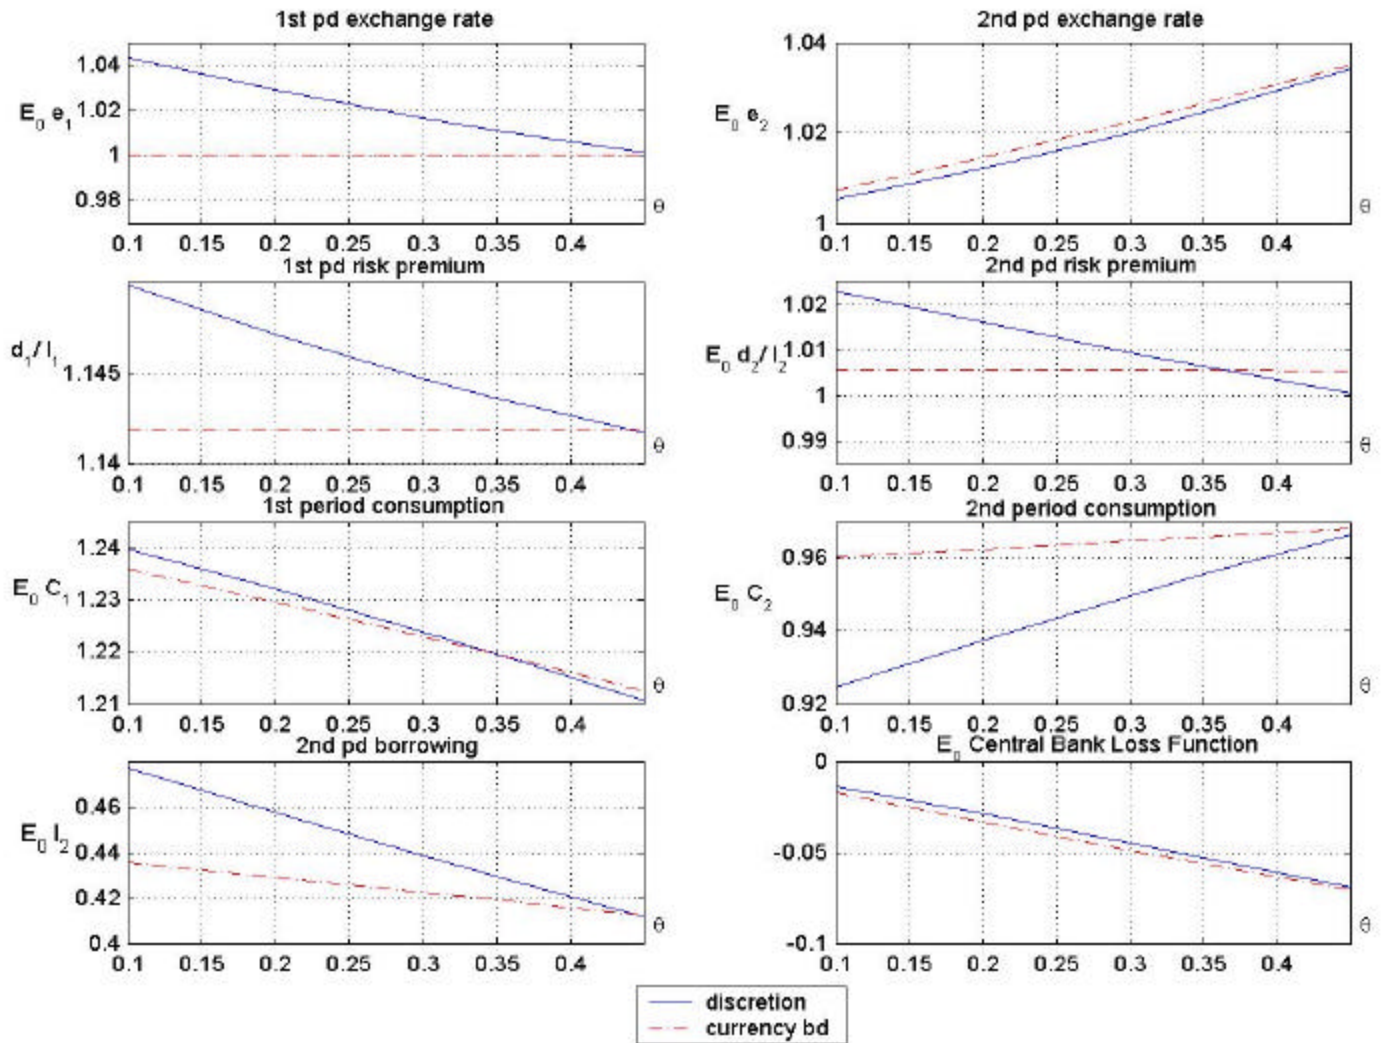 1st pd exchange rate
1.04
1.02
1
0.98
E0 e1
θ
0.1 0.15 0.2 0.25 0.3 0.35 0.4
2nd pd exchange rate
1.04
1.02
1
E0 e2
θ
0.1 0.15 0.2 0.25 0.3 0.35 0.4
1st pd risk premium
d1/ l1
1.145
1.14
θ
0.1 0.15 0.2 0.25 0.3 0.35 0.4
2nd pd risk premium
1.02
1.01
1
0.99
E0 d2/ l2
θ
0.1 0.15 0.2 0.25 0.3 0.35 0.4
1st period consumption
1.24
1.23
1.22
1.21
E0 C1
θ
0.1 0.15 0.2 0.25 0.3 0.35 0.4
2nd period consumption
0.96
0.94
0.92
E0 C2
θ
0.1 0.15 0.2 0.25 0.3 0.35 0.4
2nd pd borrowing
0.46
0.44
0.42
0.4
E0 l2
θ
0.1 0.15 0.2 0.25 0.3 0.35 0.4
E0 Central Bank Loss Function
0
-0.05
-0.1
θ
0.1 0.15 0.2 0.25 0.3 0.35 0.4
discretion
currency bd